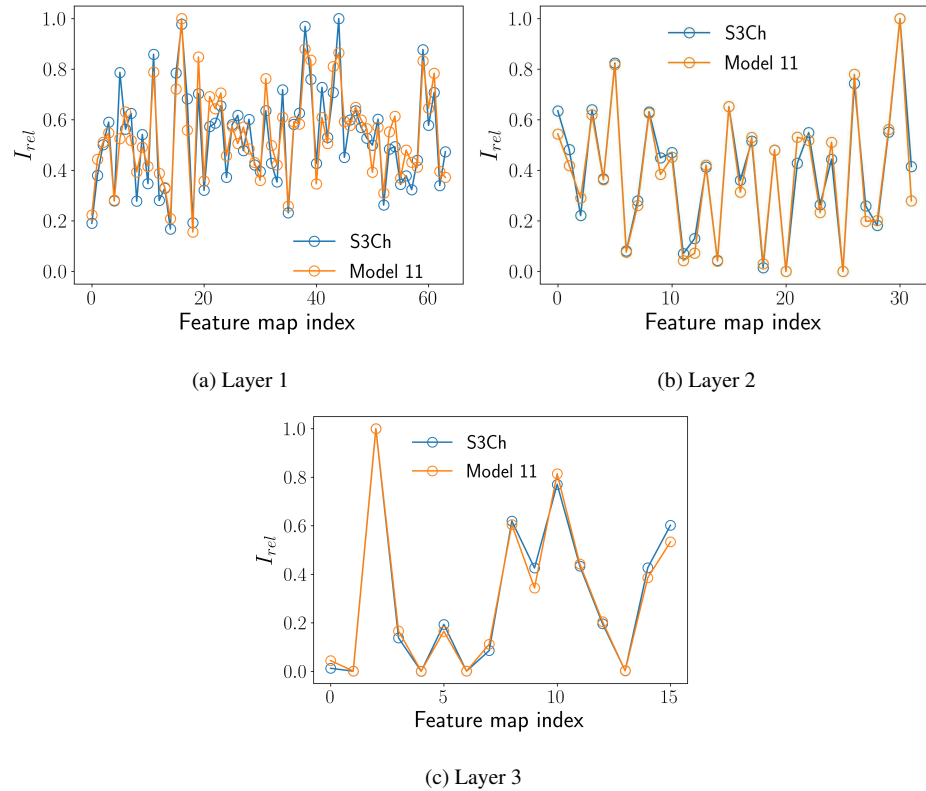 1.0
0.8
0.6
0.4
0.2
0.0
I_rel
S3Ch
Model 11
0
20
40
60
Feature map index
(a) Layer 1
1.0
0.8
0.6
0.4
0.2
0.0
I_rel
S3Ch
Model 11
0
10
20
30
Feature map index
(b) Layer 2
1.0
0.8
0.6
0.4
0.2
0.0
I_rel
S3Ch
Model 11
0
5
10
15
Feature map index
(c) Layer 3